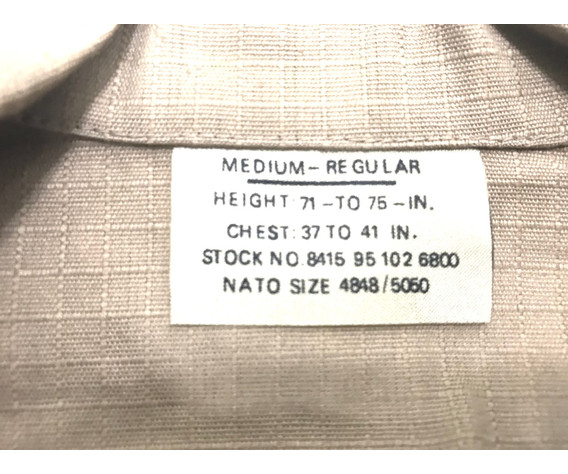 MEDIUM-REGULAR
HEIGHT: 71 -TO 75 -IN.
CHEST: 37 TO 41 IN.
STOCK NO. 8415 95 102 6800
NATO SIZE 4848/5050